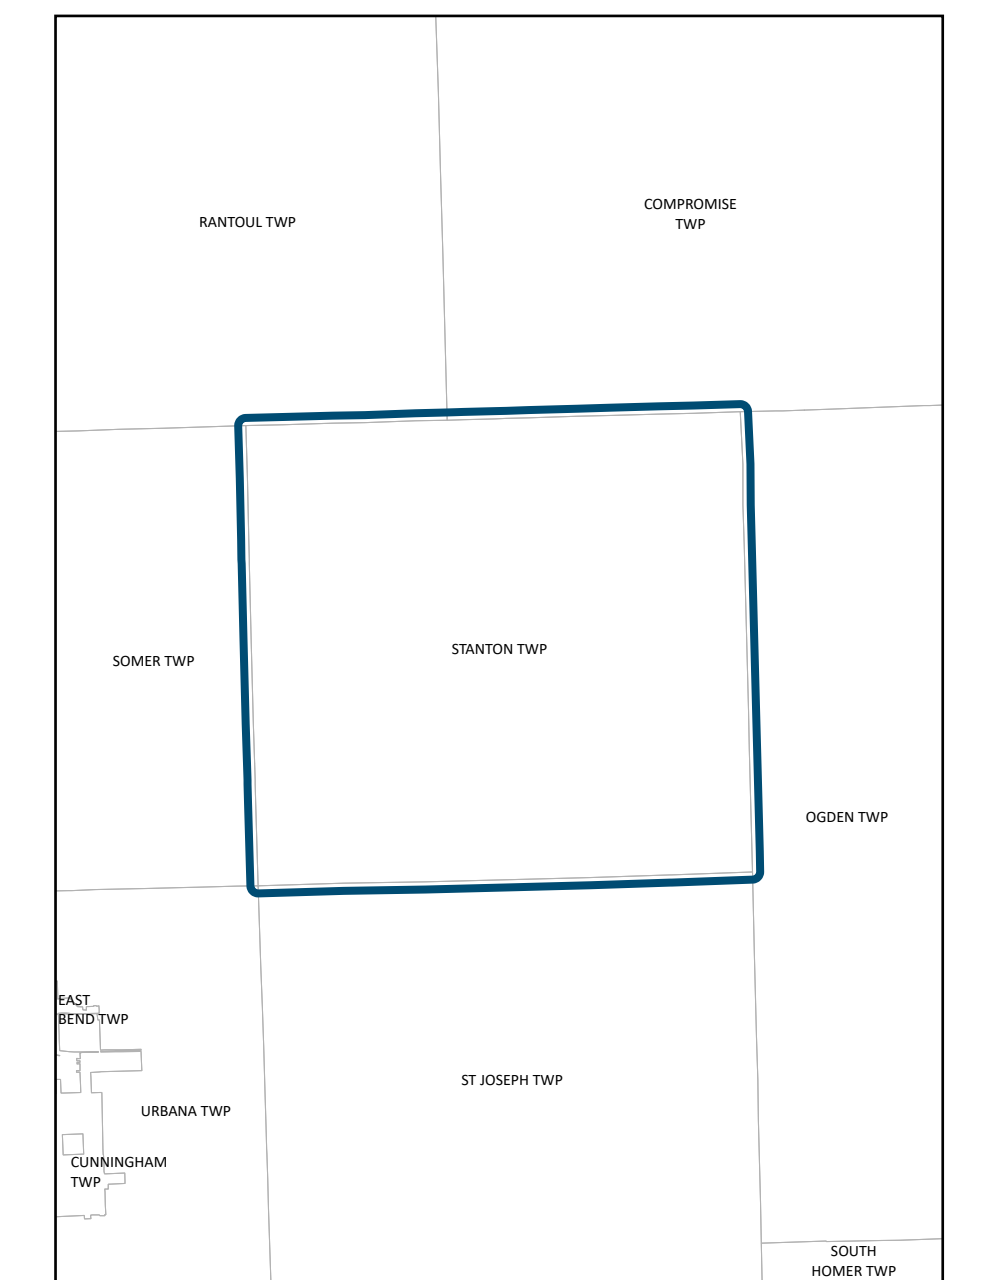 COMPROMISE
TWP
RANTOUL TWP
STANTON TWP
SOMER TWP
OGDEN TWP
EAST
BEND TWP
ST JOSEPH TWP
URBANA TWP
CUNNINGHAM
TWP
SOUTH
HOMER TWP